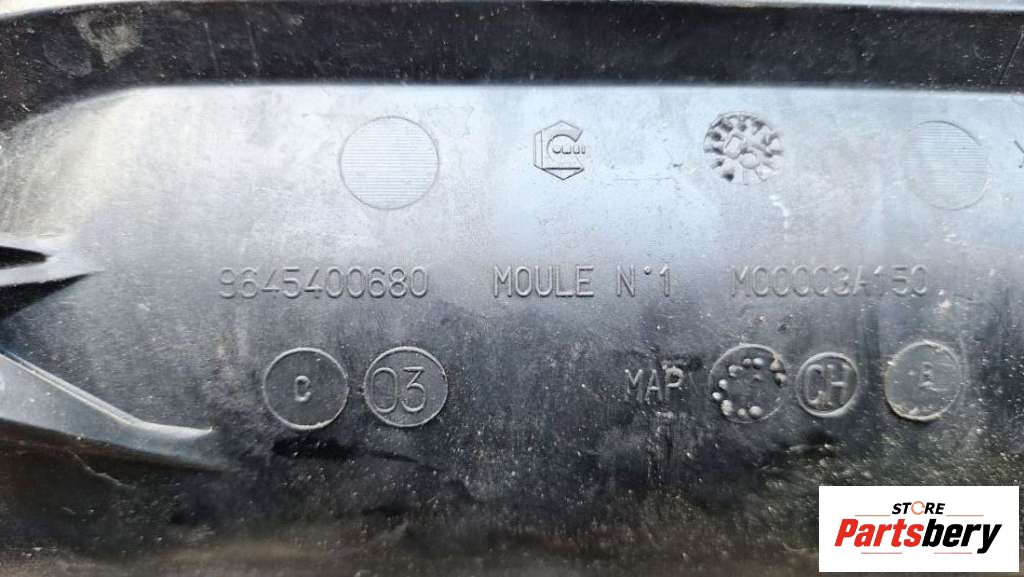 9645400680 MOULE N°1 M00003A150
C 03 MAP CH
STORE
Partsbery